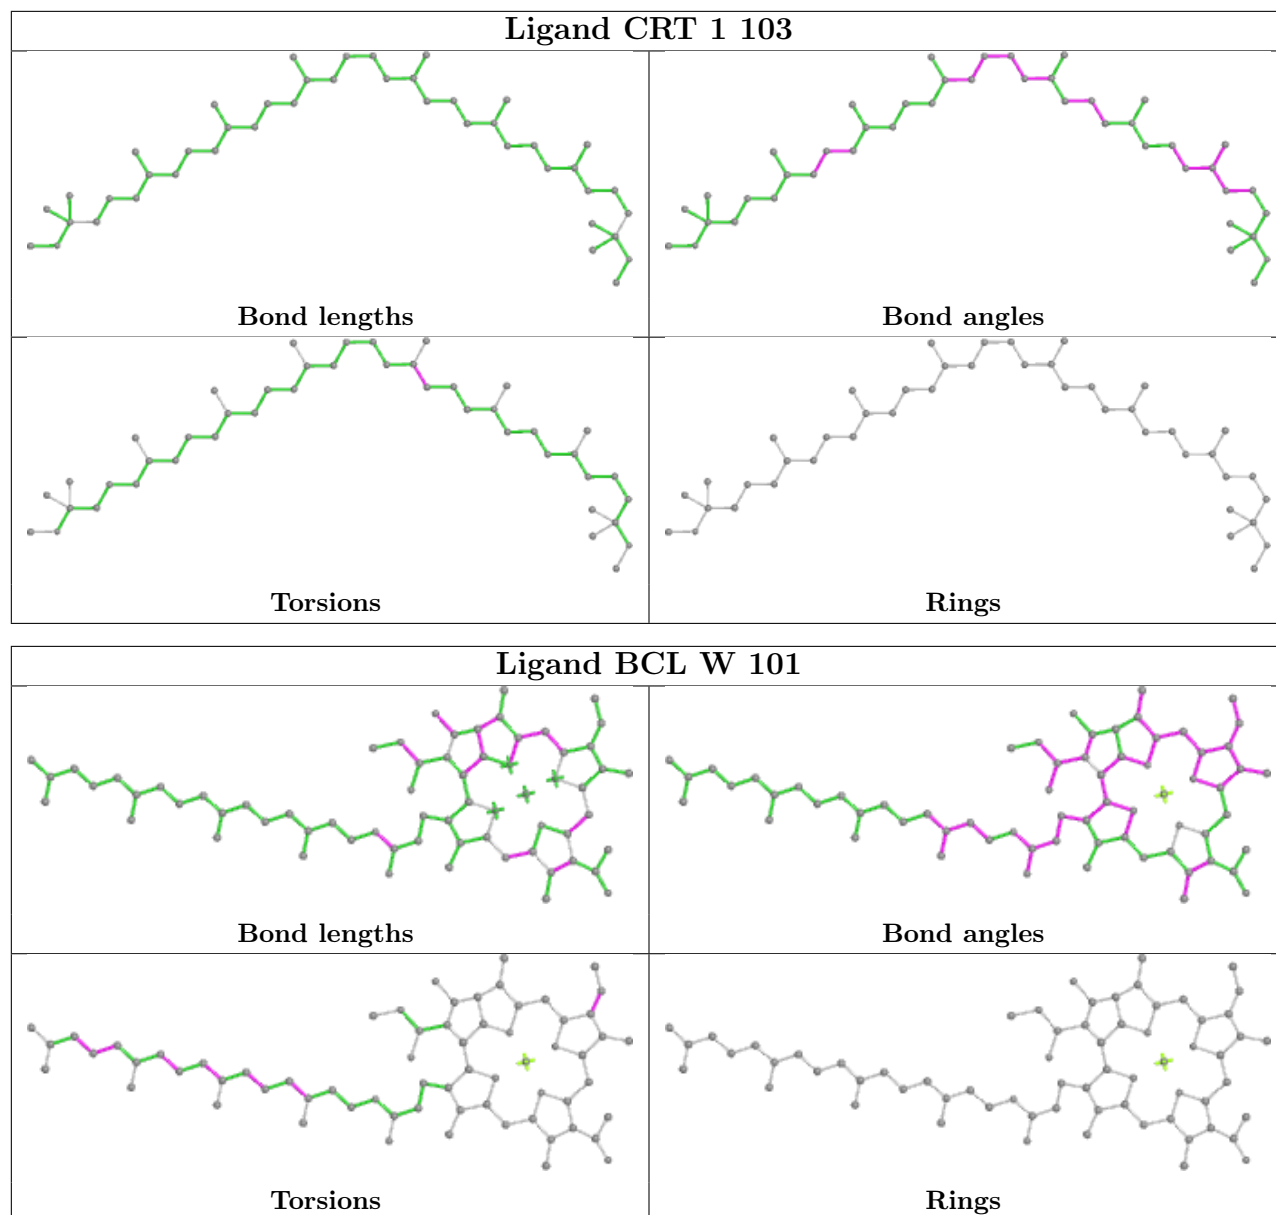 Ligand CRT 1 103
Bond lengths
Bond angles
Torsions
Rings
Ligand BCL W 101
Bond lengths
Bond angles
Torsions
Rings